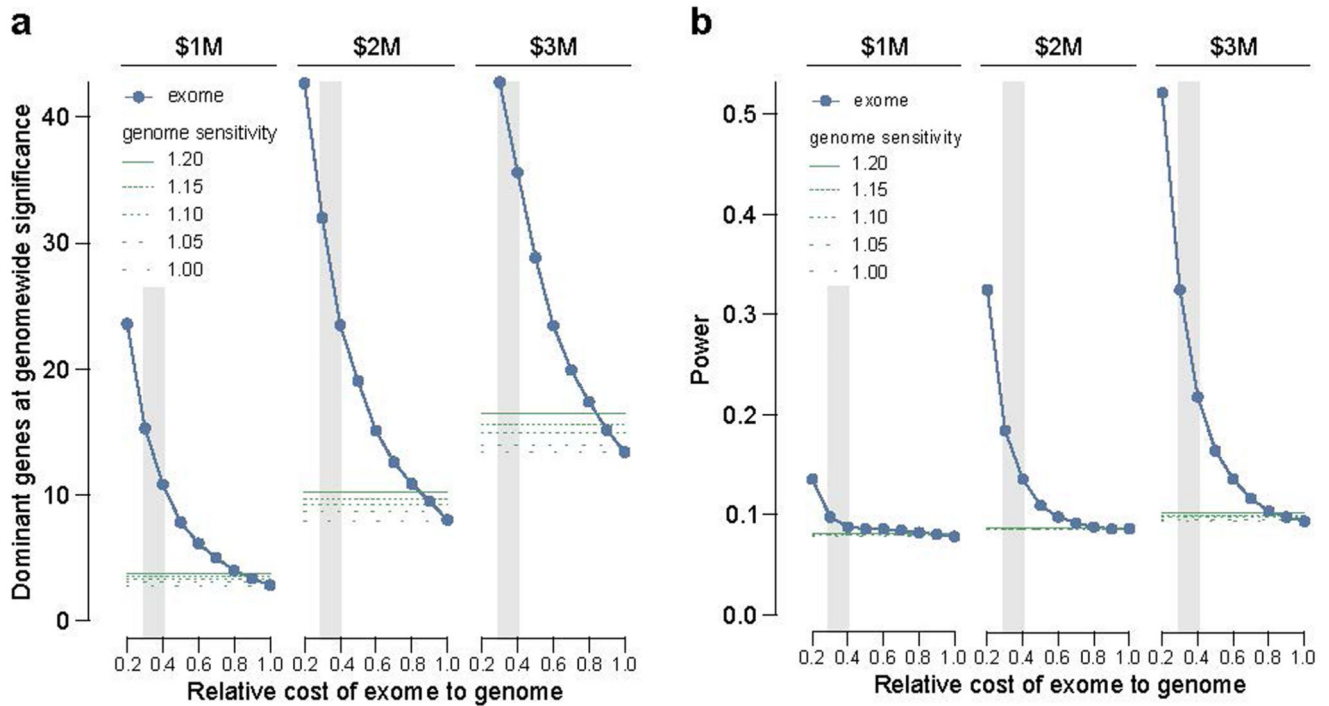 a
$1M
$2M
$3M
Dominant genes at genomewide significance
40
30
20
10
0
exome
genome sensitivity
1.20
1.15
1.10
1.05
1.00
0.2 0.4 0.6 0.8 1.0
0.2 0.4 0.6 0.8 1.0
0.2 0.4 0.6 0.8 1.0
Relative cost of exome to genome
b
$1M
$2M
$3M
Power
0.5
0.4
0.3
0.2
0.1
0.0
exome
genome sensitivity
1.20
1.15
1.10
1.05
1.00
0.2 0.4 0.6 0.8 1.0
0.2 0.4 0.6 0.8 1.0
0.2 0.4 0.6 0.8 1.0
Relative cost of exome to genome